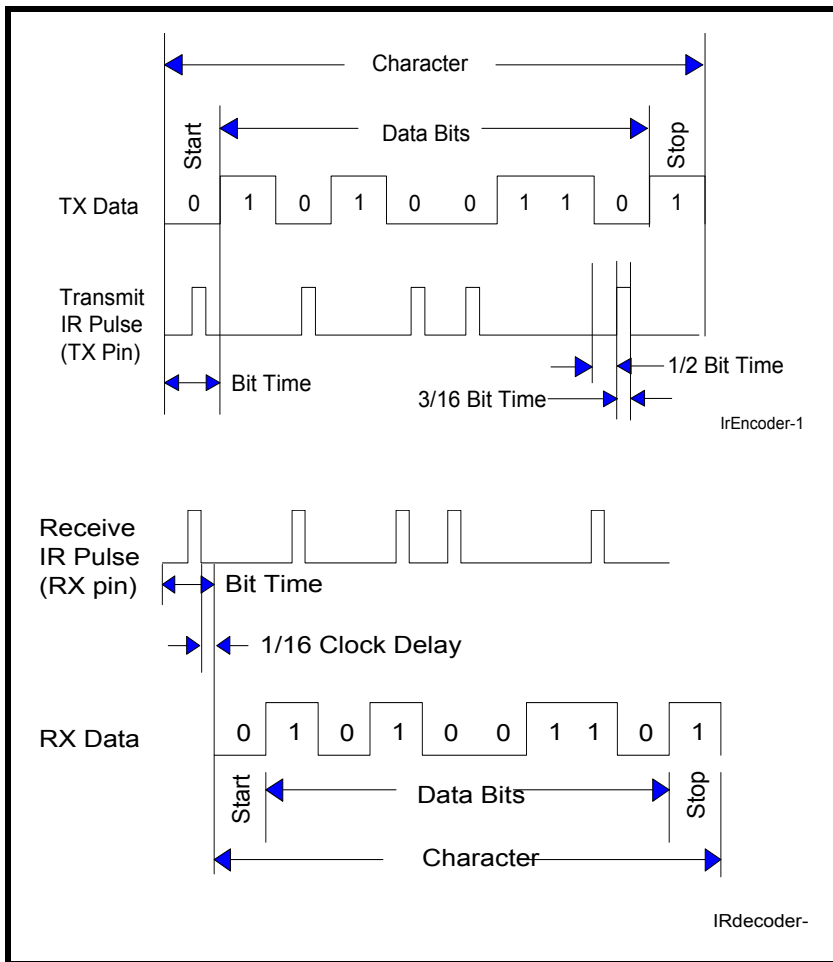 Character
Start
Data Bits
Stop
TX Data
0 1 0 1 0 0 1 1 0 1
Transmit
IR Pulse
(TX Pin)
Bit Time
1/2 Bit Time
3/16 Bit Time
IrEncoder-1
Receive
IR Pulse
(RX pin)
Bit Time
1/16 Clock Delay
RX Data
0 1 0 1 0 0 1 1 0 1
Start
Data Bits
Stop
Character
IRdecoder-